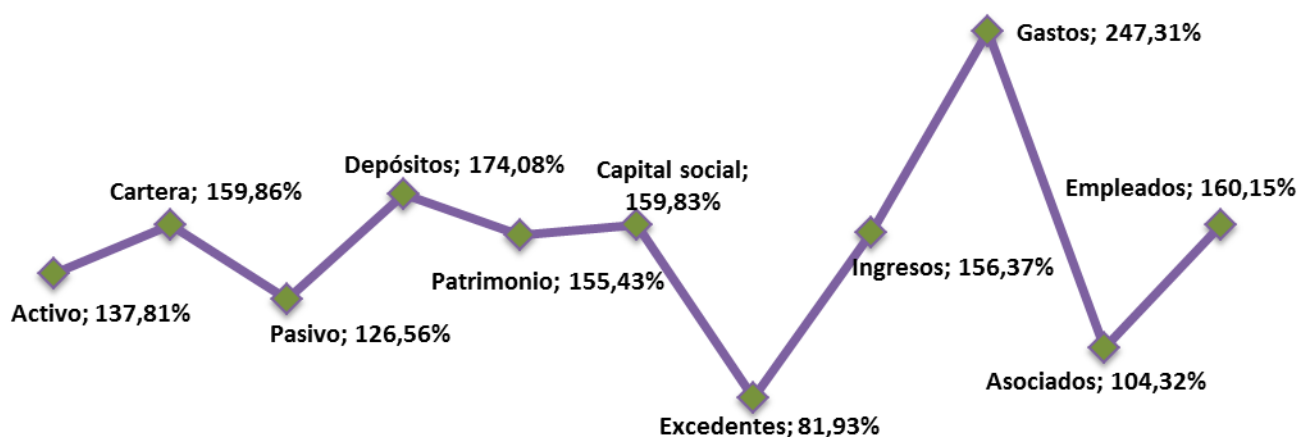 Activo; 137,81%
Cartera; 159,86%
Pasivo; 126,56%
Depósitos; 174,08%
Patrimonio; 155,43%
Capital social;
159,83%
Excedentes; 81,93%
Ingresos; 156,37%
Gastos; 247,31%
Asociados; 104,32%
Empleados; 160,15%